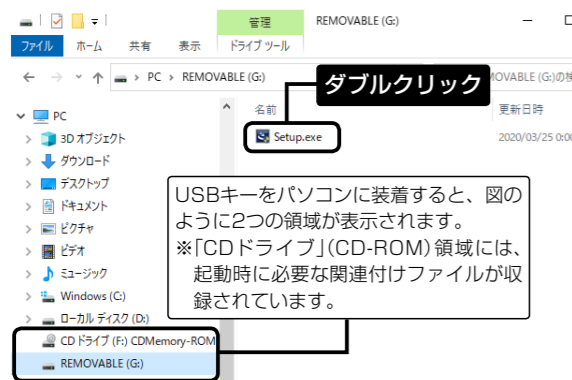 管理
REMOVABLE (G:)
ファイル ホーム 共有 表示 ドライブ ツール
PC > REMOVABLE (G:)
MOVABLE (G:)の検
ダブルクリック
名前
更新日時
PC
3D オブジェクト
Setup.exe
2020/03/25 0:00
ダウンロード
デスクトップ
ドキュメント
ピクチャ
ビデオ
ミュージック
Windows (C:)
ローカル ディスク (D:)
CD ドライブ (F:) CDMemory-ROM
REMOVABLE (G:)
USBキーをパソコンに装着すると、図の
ように2つの領域が表示されます。
※「CDドライブ」(CD-ROM)領域には、
起動時に必要な関連付けファイルが収
録されています。